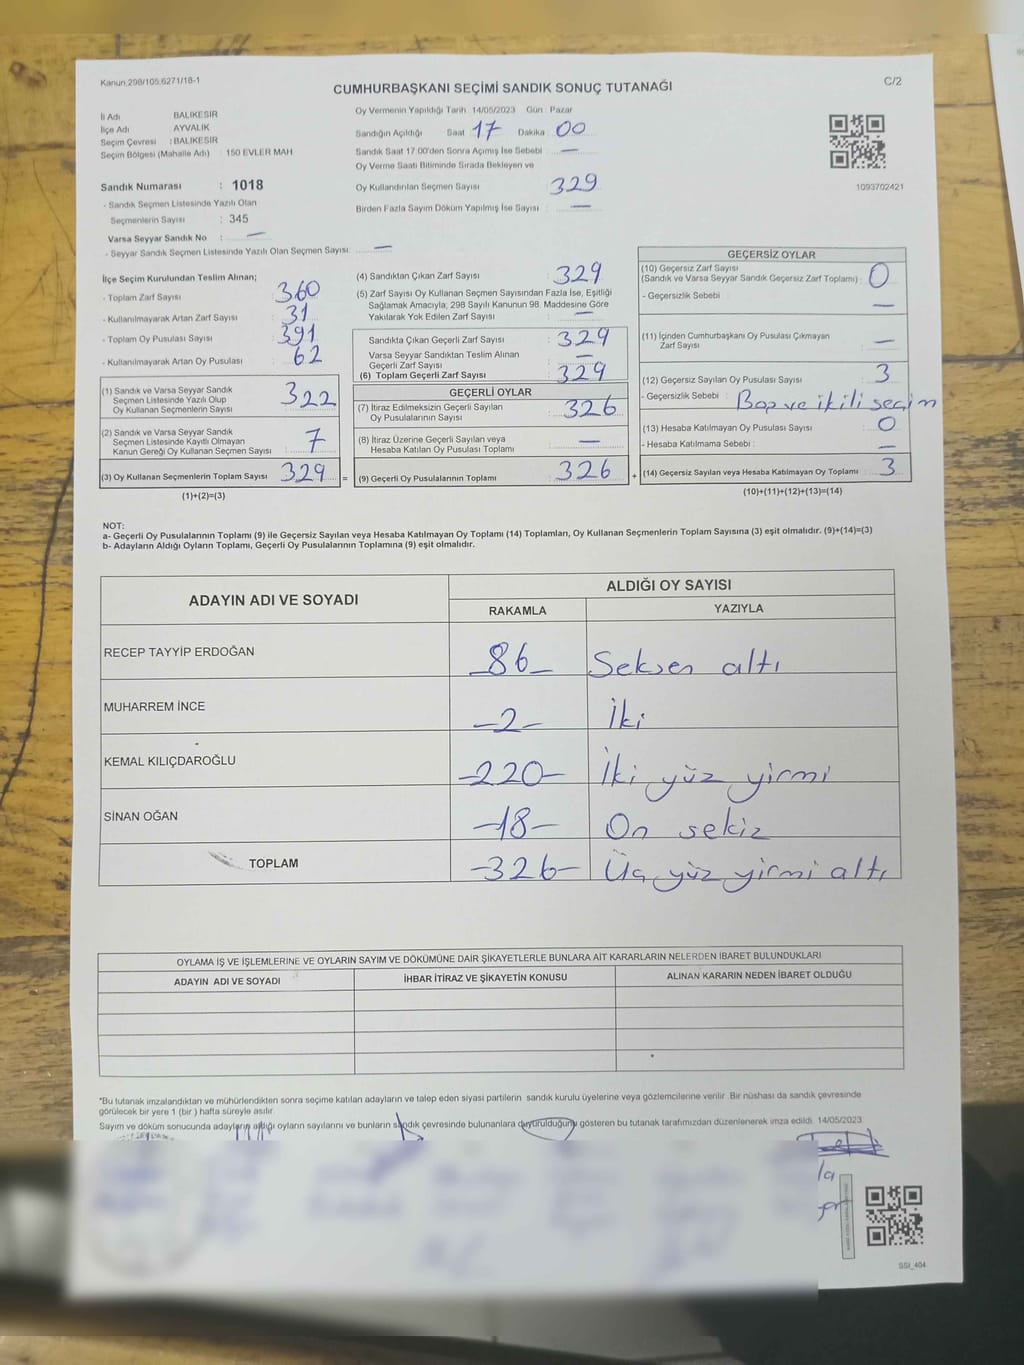 Kanun,298/105,6271/18-1
C/2
CUMHURBAŞKANI SEÇİMİ SANDIK SONUÇ TUTANAĞI
İl Adı BALIKESİR
İlçe Adı AYVALIK
Seçim Çevresi : BALIKESİR
Seçim Bölgesi (Mahalle Adı) : 150 EVLER MAH
Sandık Numarası : 1018
- Sandık Seçmen Listesinde Yazılı Olan
Seçmenlerin Sayısı : 345
Varsa Seyyar Sandık No : —
- Seyyar Sandık Seçmen Listesinde Yazılı Olan Seçmen Sayısı: —
Oy Vermenin Yapıldığı Tarih 14/05/2023 Gün : Pazar
Sandığın Açıldığı Saat 17 Dakika : 00
Sandık Saat 17:00'den Sonra Açımış İse Sebebi : —
Oy Verme Saati Bitiminde Sırada Bekleyen ve
Oy Kullandırılan Seçmen Sayısı 329
Birden Fazla Sayım Döküm Yapılmış İse Sayısı : —
1093702421
İlçe Seçim Kurulundan Teslim Alınan;
- Toplam Zarf Sayısı : 360
- Kullanılmayarak Artan Zarf Sayısı : 31
- Toplam Oy Pusulası Sayısı : 391
- Kullanılmayarak Artan Oy Pusulası : 62
(1) Sandık ve Varsa Seyyar Sandık
Seçmen Listesinde Yazılı Olup
Oy Kullanan Seçmenlerin Sayısı 322
(2) Sandık ve Varsa Seyyar Sandık
Seçmen Listesinde Kayıtlı Olmayan
Kanun Gereği Oy Kullanan Seçmen Sayısı : 7
(3) Oy Kullanan Seçmenlerin Toplam Sayısı : 329
(1)+(2)=(3)
=
(4) Sandıktan Çıkan Zarf Sayısı : 329
(5) Zarf Sayısı Oy Kullanan Seçmen Sayısından Fazla İse, Eşitliği
Sağlamak Amacıyla, 298 Sayılı Kanunun 98. Maddesine Göre
Yakılarak Yok Edilen Zarf Sayısı : —
Sandıkta Çıkan Geçerli Zarf Sayısı : 329
Varsa Seyyar Sandıktan Teslim Alınan
Geçerli Zarf Sayısı : —
(6) Toplam Geçerli Zarf Sayısı : 329
GEÇERLİ OYLAR
(7) İtiraz Edilmeksizin Geçerli Sayılan
Oy Pusulalarının Sayısı : 326
(8) İtiraz Üzerine Geçerli Sayılan veya
Hesaba Katılan Oy Pusulası Toplamı : —
(9) Geçerli Oy Pusulalarının Toplamı : 326
+
GEÇERSİZ OYLAR
(10) Geçersiz Zarf Sayısı
(Sandık ve Varsa Seyyar Sandık Geçersiz Zarf Toplamı) : 0
- Geçersizlik Sebebi —
(11) İçinden Cumhurbaşkanı Oy Pusulası Çıkmayan
Zarf Sayısı : —
(12) Geçersiz Sayılan Oy Pusulası Sayısı : 3
- Geçersizlik Sebebi : Boş ve ikili seçim
(13) Hesaba Katılmayan Oy Pusulası Sayısı : 0
- Hesaba Katılmama Sebebi : —
(14) Geçersiz Sayılan veya Hesaba Katılmayan Oy Toplamı : 3
(10)+(11)+(12)+(13)=(14)
NOT:
a- Geçerli Oy Pusulalarının Toplamı (9) ile Geçersiz Sayılan veya Hesaba Katılmayan Oy Toplamı (14) Toplamları, Oy Kullanan Seçmenlerin Toplam Sayısına (3) eşit olmalıdır. (9)+(14)=(3)
b- Adayların Aldığı Oyların Toplamı, Geçerli Oy Pusulalarının Toplamına (9) eşit olmalıdır.
ADAYIN ADI VE SOYADI ALDIĞI OY SAYISI
RAKAMLA YAZIYLA
RECEP TAYYİP ERDOĞAN 86 Seksen altı
MUHARREM İNCE -2- İki
KEMAL KILIÇDAROĞLU -220- İki yüz yirmi
SİNAN OĞAN -18- On sekiz
TOPLAM -326- Üç yüz yirmi altı
OYLAMA İŞ VE İŞLEMLERİNE VE OYLARIN SAYIM VE DÖKÜMÜNE DAİR ŞİKAYETLERLE BUNLARA AİT KARARLARIN NELERDEN İBARET BULUNDUKLARI
ADAYIN ADI VE SOYADI İHBAR İTİRAZ VE ŞİKAYETİN KONUSU ALINAN KARARIN NEDEN İBARET OLDUĞU
*Bu tutanak imzalandıktan ve mühürlendikten sonra seçime katılan adayların ve talep eden siyasi partilerin sandık kurulu üyelerine veya gözlemcilerine verilir. Bir nüshası da sandık çevresinde
görülecek bir yere 1 (bir) hafta süreyle asılır.
Sayım ve döküm sonucunda adayların aldığı oyların sayılarını ve bunların sandık çevresinde bulunanlara duyurulduğunu gösteren bu tutanak tarafımızdan düzenlenerek imza edildi. 14/05/2023
SSI_404